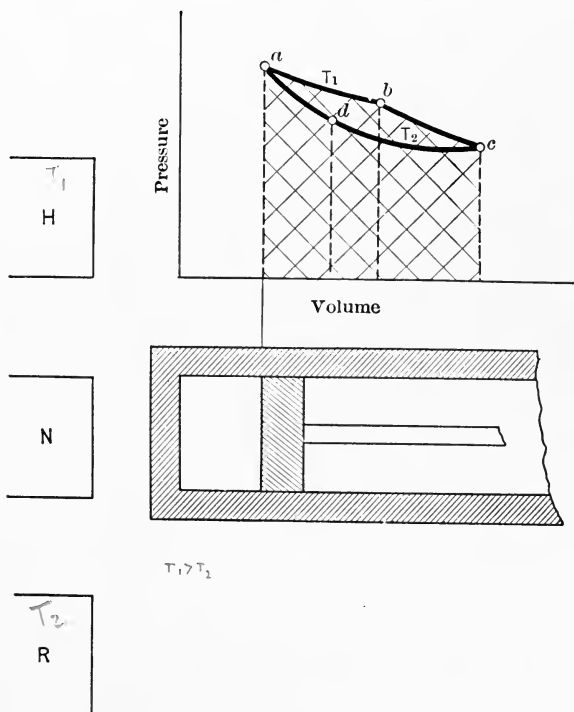 Pressure
a
T₁
b
d
T₂
c
Volume
T₁
H
N
T₁>T₂
T₂
R